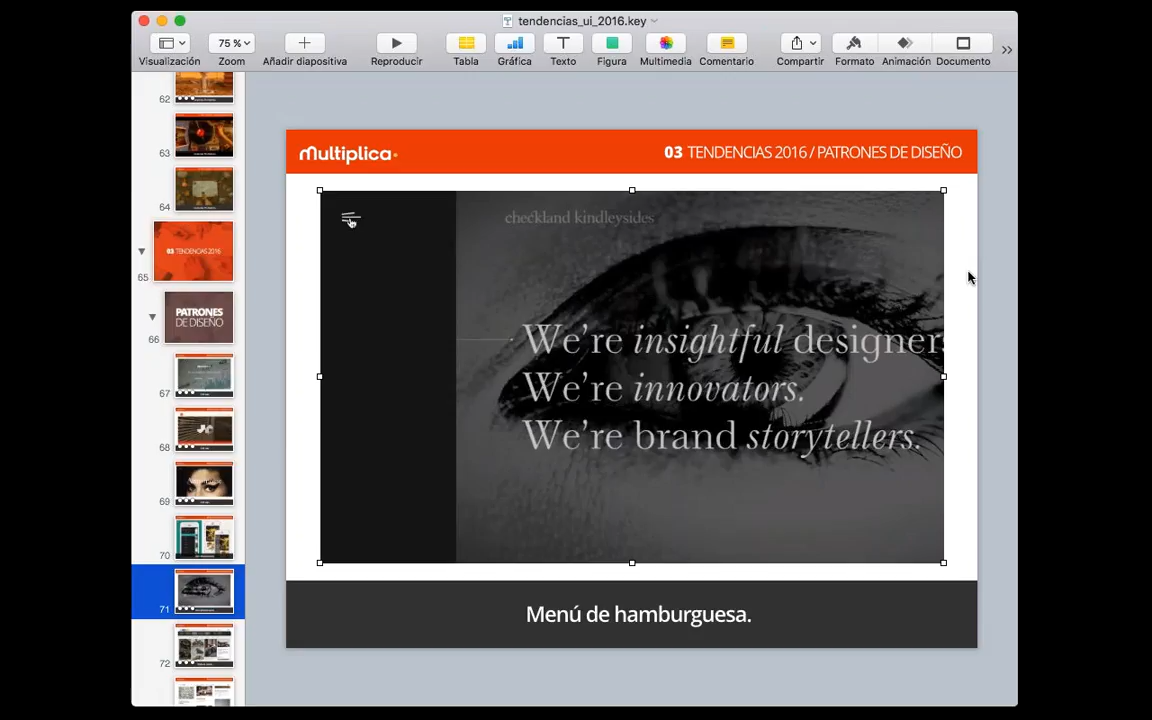 tendencias_ui_2016.key
75 %
Visualización
Zoom
Añadir diapositiva
Reproducir
Tabla
Gráfica
Texto
Figura
Multimedia
Comentario
Compartir
Formato
Animación
Documento
62
63
64
03 TENDENCIAS 2016
65
PATRONES
DE DISEÑO
66
67
68
69
70
71
72
Multiplica
03 TENDENCIAS 2016 / PATRONES DE DISEÑO
checkland kindleysides
We're insightful designers
We're innovators.
We're brand storytellers.
Menú de hamburguesa.